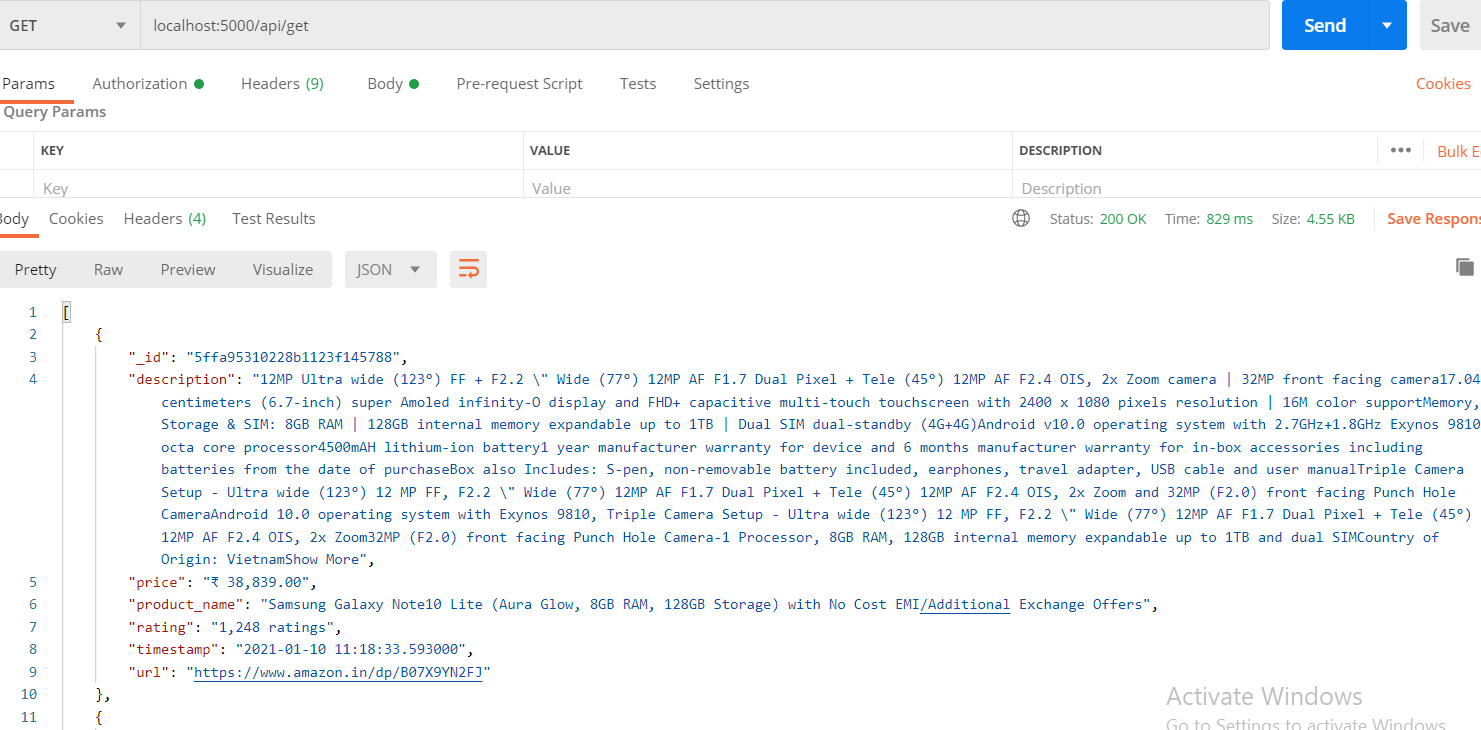 GET localhost:5000/api/get Send Save
Params Authorization Headers (9) Body Pre-request Script Tests Settings Cookies
Query Params
KEY VALUE DESCRIPTION ••• Bulk E
Key Value Description
Body Cookies Headers (4) Test Results Status: 200 OK Time: 829 ms Size: 4.55 KB Save Respons
Pretty Raw Preview Visualize JSON
1 [
2 {
3 "_id": "5ffa95310228b1123f145788",
4 "description": "12MP Ultra wide (123°) FF + F2.2 \" Wide (77°) 12MP AF F1.7 Dual Pixel + Tele (45°) 12MP AF F2.4 OIS, 2x Zoom camera | 32MP front facing camera17.04
centimeters (6.7-inch) super Amoled infinity-O display and FHD+ capacitive multi-touch touchscreen with 2400 x 1080 pixels resolution | 16M color supportMemory,
Storage & SIM: 8GB RAM | 128GB internal memory expandable up to 1TB | Dual SIM dual-standby (4G+4G)Android v10.0 operating system with 2.7GHz+1.8GHz Exynos 9810
octa core processor4500mAH lithium-ion battery1 year manufacturer warranty for device and 6 months manufacturer warranty for in-box accessories including
batteries from the date of purchaseBox also Includes: S-pen, non-removable battery included, earphones, travel adapter, USB cable and user manualTriple Camera
Setup - Ultra wide (123°) 12 MP FF, F2.2 \" Wide (77°) 12MP AF F1.7 Dual Pixel + Tele (45°) 12MP AF F2.4 OIS, 2x Zoom and 32MP (F2.0) front facing Punch Hole
CameraAndroid 10.0 operating system with Exynos 9810, Triple Camera Setup - Ultra wide (123°) 12 MP FF, F2.2 \" Wide (77°) 12MP AF F1.7 Dual Pixel + Tele (45°)
12MP AF F2.4 OIS, 2x Zoom32MP (F2.0) front facing Punch Hole Camera-1 Processor, 8GB RAM, 128GB internal memory expandable up to 1TB and dual SIMCountry of
Origin: VietnamShow More",
5 "price": "₹ 38,839.00",
6 "product_name": "Samsung Galaxy Note10 Lite (Aura Glow, 8GB RAM, 128GB Storage) with No Cost EMI/Additional Exchange Offers",
7 "rating": "1,248 ratings",
8 "timestamp": "2021-01-10 11:18:33.593000",
9 "url": "https://www.amazon.in/dp/B07X9YN2FJ"
10 },
11 {
Activate Windows
Go to Settings to activate Windows